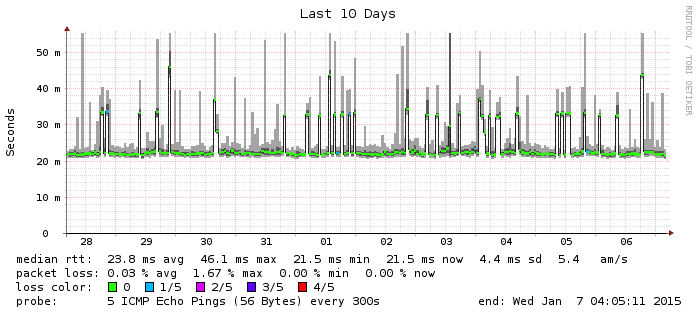 Last 10 Days
RRDTOOL / TOBI OETIKER
Seconds
50 m
40 m
30 m
20 m
10 m
0
28 29 30 31 01 02 03 04 05 06
median rtt: 23.8 ms avg 46.1 ms max 21.5 ms min 21.5 ms now 4.4 ms sd 5.4 am/s
packet loss: 0.03 % avg 1.67 % max 0.00 % min 0.00 % now
loss color: 0 1/5 2/5 3/5 4/5
probe: 5 ICMP Echo Pings (56 Bytes) every 300s end: Wed Jan 7 04:05:11 2015